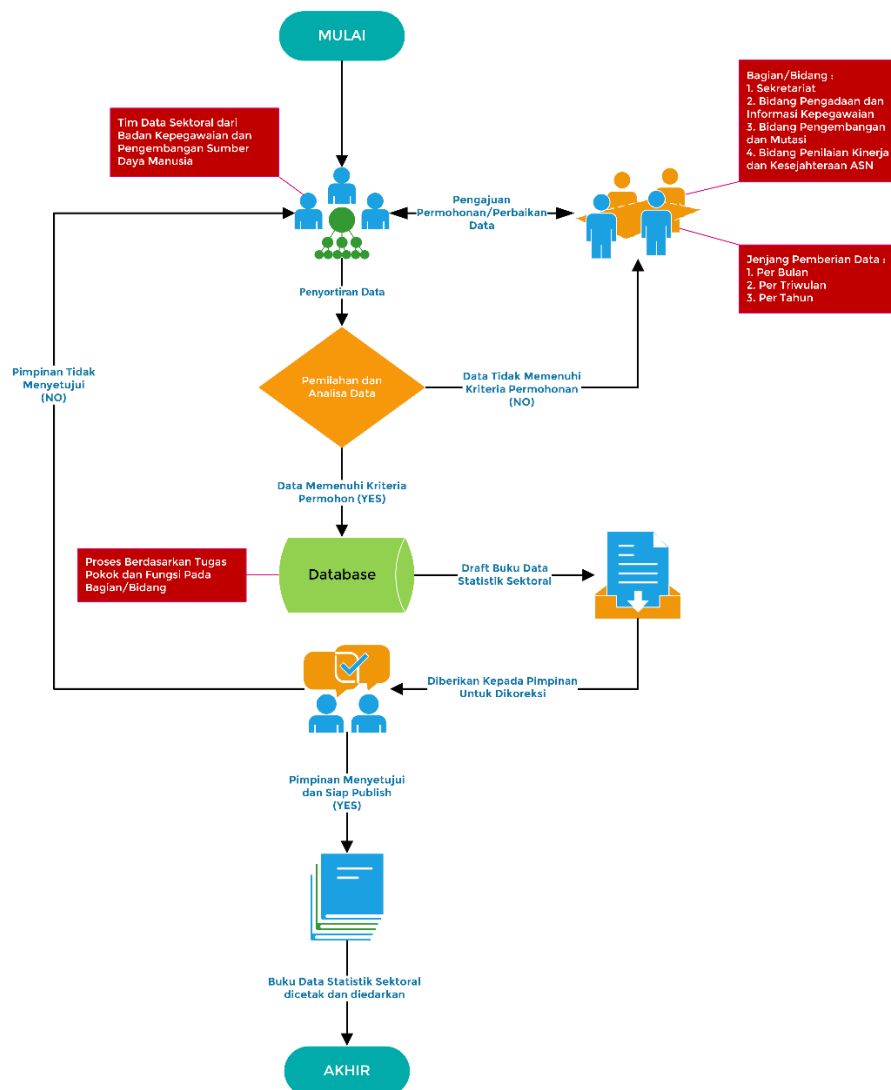 MULAI
Tim Data Sektoral dari
Badan Kepegawaian dan
Pengembangan Sumber
Daya Manusia
Bagian/Bidang :
1. Sekretariat
2. Bidang Pengadaan dan
Informasi Kepegawaian
3. Bidang Pengembangan
dan Mutasi
4. Bidang Penilaian Kinerja
dan Kesejahteraan ASN
Pengajuan
Permohonan/Perbaikan
Data
Jenjang Pemberian Data :
1. Per Bulan
2. Per Triwulan
3. Per Tahun
Penyortiran Data
Pimpinan Tidak
Menyetujui
(NO)
Pemilahan dan
Analisa Data
Data Tidak Memenuhi
Kriteria Permohonan
(NO)
Data Memenuhi Kriteria
Permohon (YES)
Proses Berdasarkan Tugas
Pokok dan Fungsi Pada
Bagian/Bidang
Database
Draft Buku Data
Statistik Sektoral
Diberikan Kepada Pimpinan
Untuk Dikoreksi
Pimpinan Menyetujui
dan Siap Publish
(YES)
Buku Data Statistik Sektoral
dicetak dan diedarkan
AKHIR